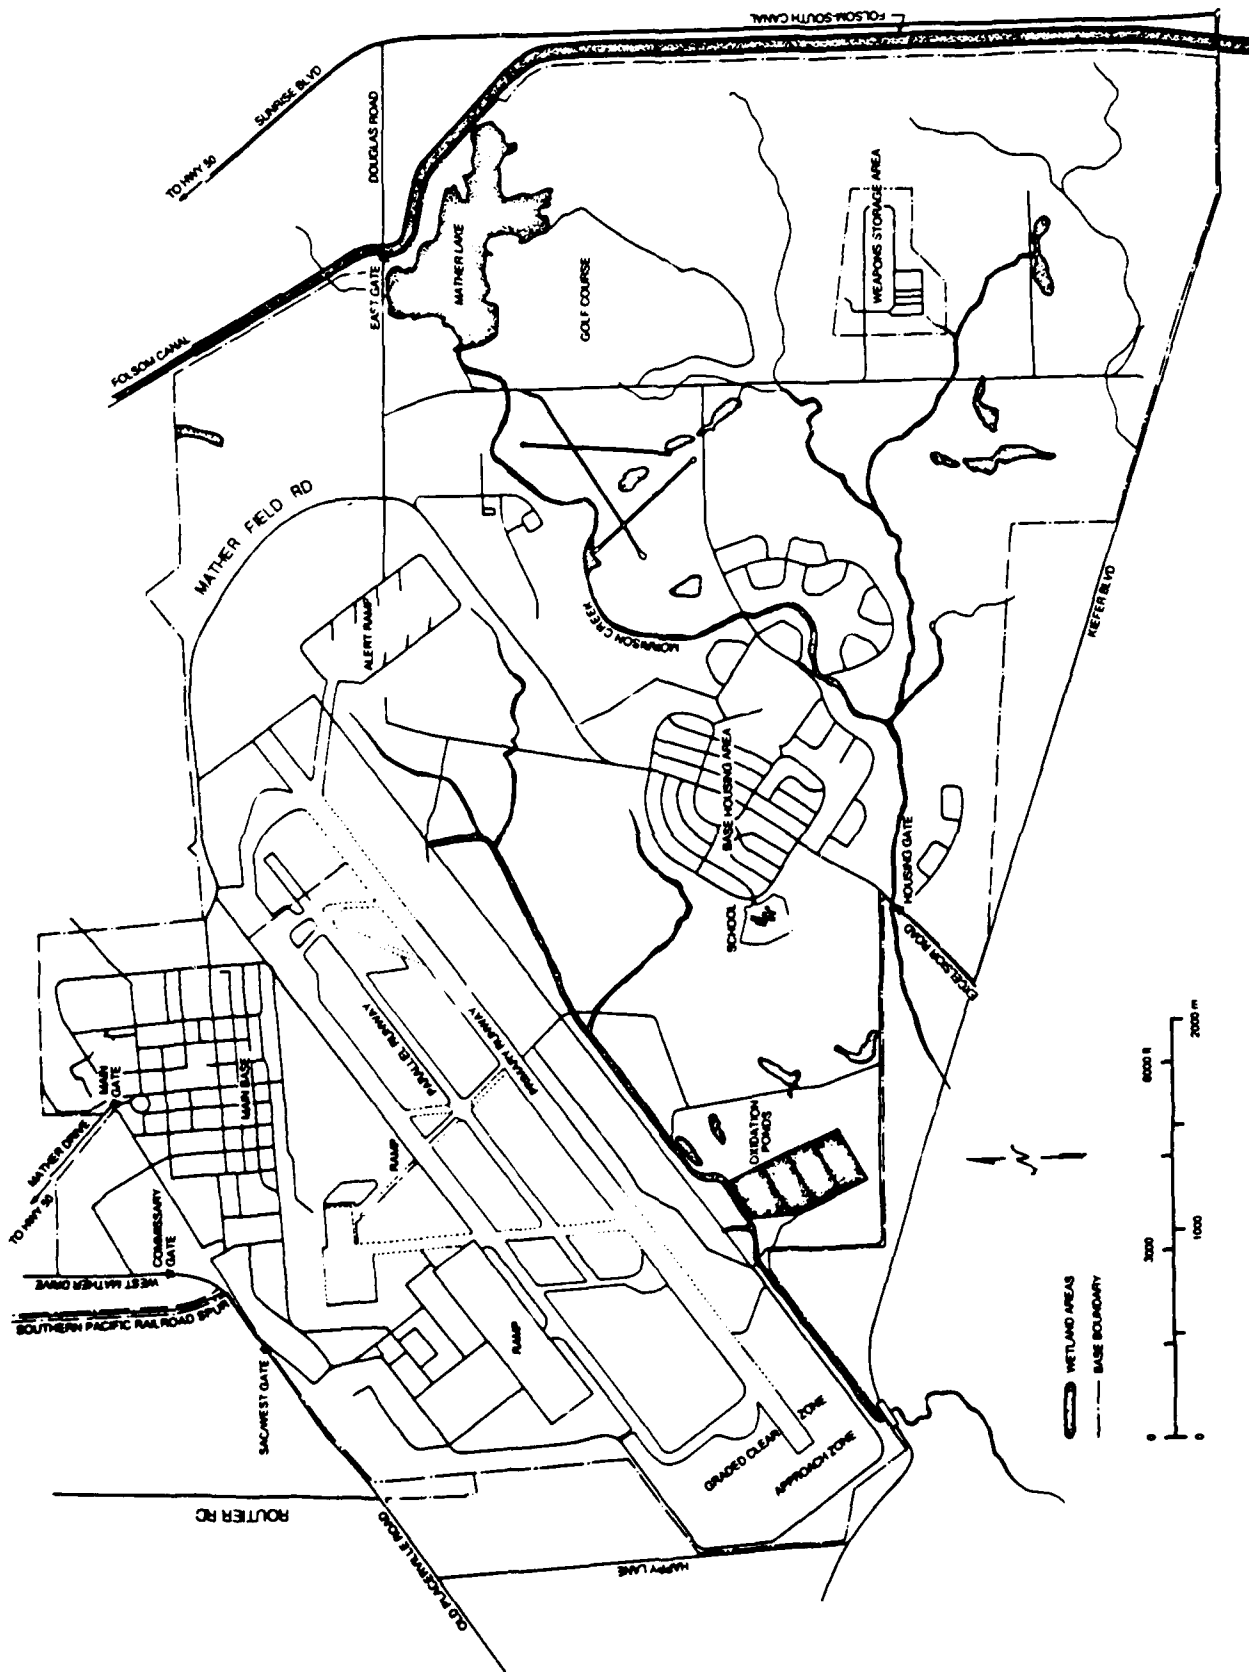 FOLSOM-SOUTH CANAL
SUNRISE BLVD
TO HWY 50
DOUGLAS ROAD
EAST GATE
MATHER LAKE
GOLF COURSE
WEAPONS STORAGE AREA
FOLSOM CANAL
MATHER FIELD RD
ALERT RAMP
MORRISON CREEK
KIEFER BLVD
BASE HOUSING AREA
SCHOOL
HOUSING GATE
EXCELSIOR ROAD
MAIN
GATE
MAIN BASE
MATHER DRIVE
TO HWY 50
COMMISSARY
GATE
WEST MATHER DRIVE
SOUTHERN PACIFIC RAILROAD SPUR
SACWEST GATE
PARALLEL RUNWAY
PRIMARY RUNWAY
RAMP
RAMP
OXIDATION
PONDS
GRADED CLEAR ZONE
APPROACH ZONE
ROUTIER RD
OLD PLACERVILLE ROAD
HAPPY LANE
N
WETLAND AREAS
BASE BOUNDARY
0 3000 6000 ft
0 1000 2000 m